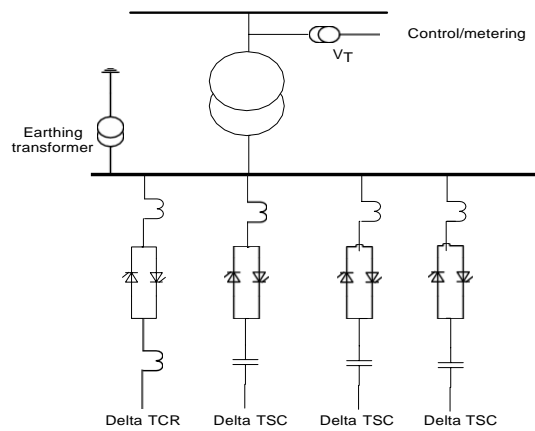 Control/metering
VT
Earthing
transformer
Delta TCR
Delta TSC
Delta TSC
Delta TSC